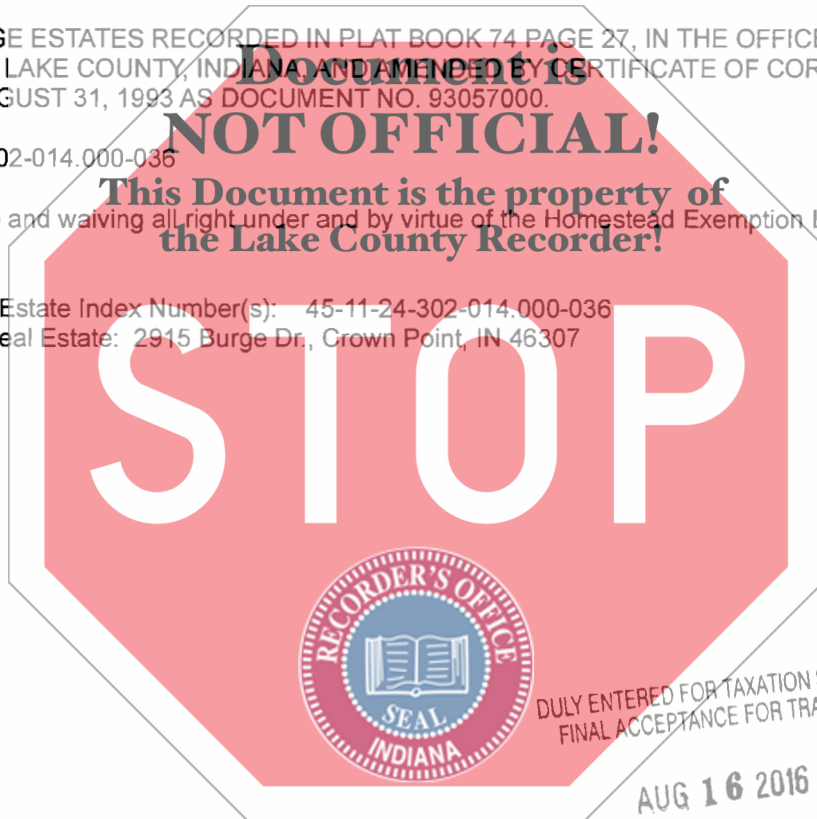 GE ESTATES RECORDED IN PLAT BOOK 74 PAGE 27, IN THE OFFICE
Document is
LAKE COUNTY, INDIANA, AND AMENDED BY CERTIFICATE OF COR
GUST 31, 1993 AS DOCUMENT NO. 93057000.
NOT OFFICIAL!
02-014.000-036
This Document is the property of
and waiving all right under and by virtue of the Homestead Exemption
the Lake County Recorder!
Estate Index Number(s): 45-11-24-302-014.000-036
eal Estate: 2915 Burge Dr., Crown Point, IN 46307
STOP
RECORDER'S OFFICE
SEAL
INDIANA
DULY ENTERED FOR TAXATION
FINAL ACCEPTANCE FOR TRA
AUG 16 2016